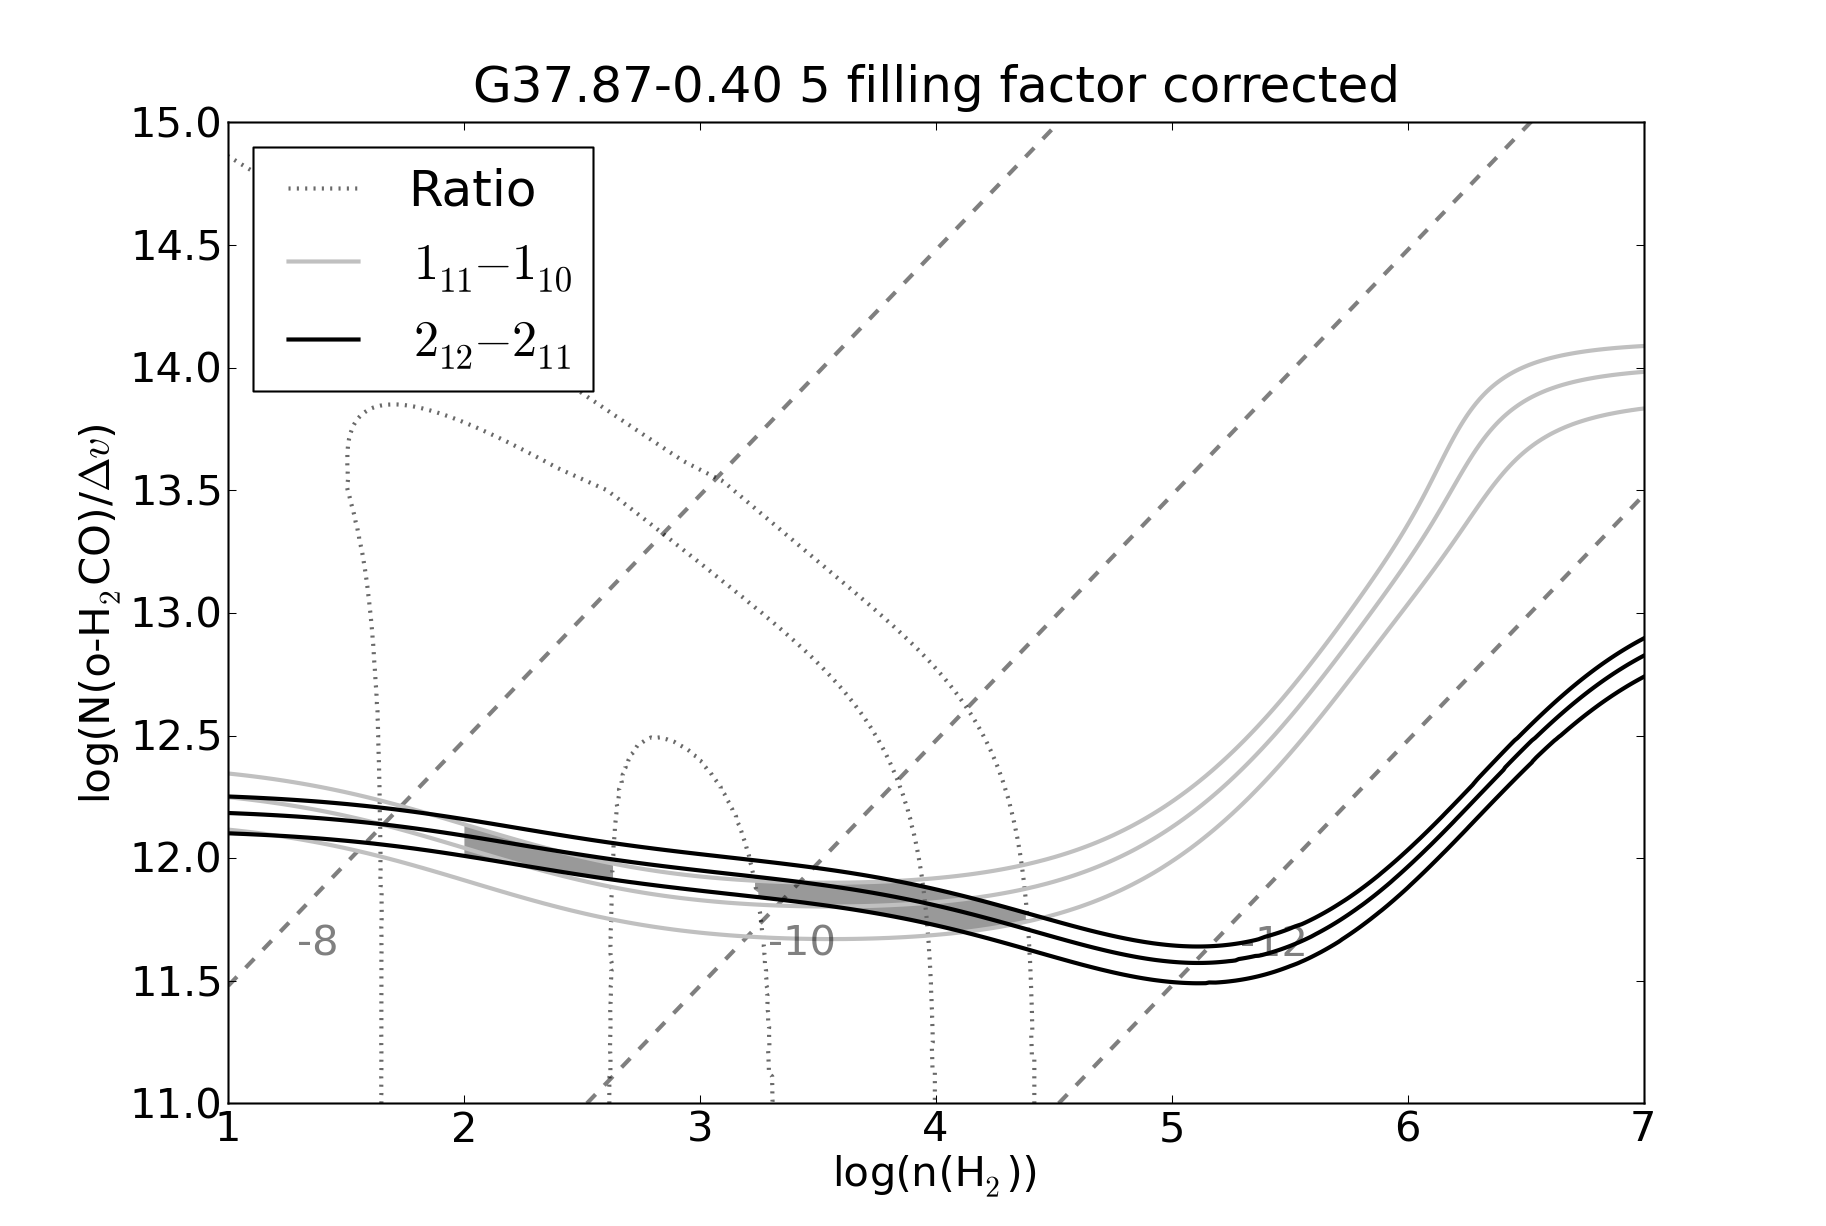 G37.87-0.40 5 filling factor corrected
15.0
14.5
14.0
13.5
13.0
12.5
12.0
11.5
11.0
log(N(o-H₂CO)/Δv)
Ratio
1₁₁−1₁₀
2₁₂−2₁₁
-8
-10
-12
1 2 3 4 5 6 7
log(n(H₂))